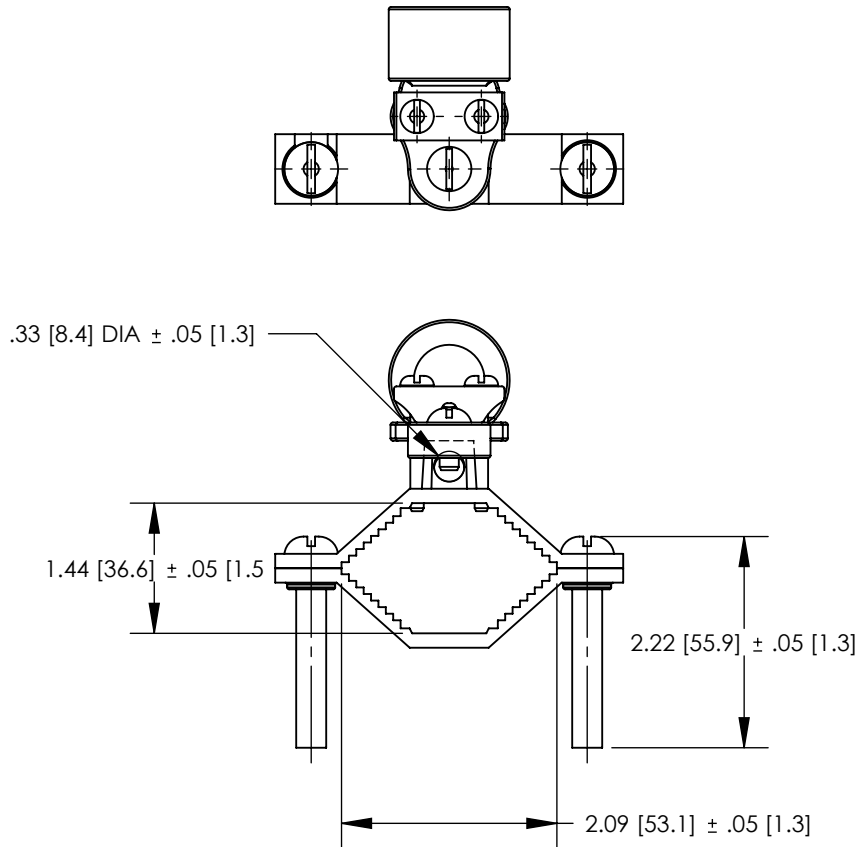 .33 [8.4] DIA ± .05 [1.3]
1.44 [36.6] ± .05 [1.5
2.22 [55.9] ± .05 [1.3]
2.09 [53.1] ± .05 [1.3]